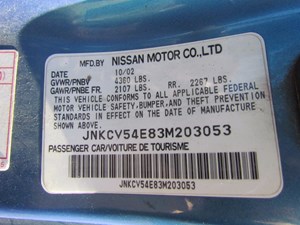 MFD.BY NISSAN MOTOR CO.,LTD
DATE 10/02
GVWR/PNBV 4360 LBS.
GAWR/PNBE FR. 2107 LBS. RR. 2267 LBS.
THIS VEHICLE CONFORMS TO ALL APPLICABLE FEDERAL
MOTOR VEHICLE SAFETY,BUMPER,AND THEFT PREVENTION
STANDARDS IN EFFECT ON THE DATE OF MANUFACTURE
SHOWN ABOVE.
JNKCV54E83M203053
PASSENGER CAR/VOITURE DE TOURISME
JNKCV54E83M203053